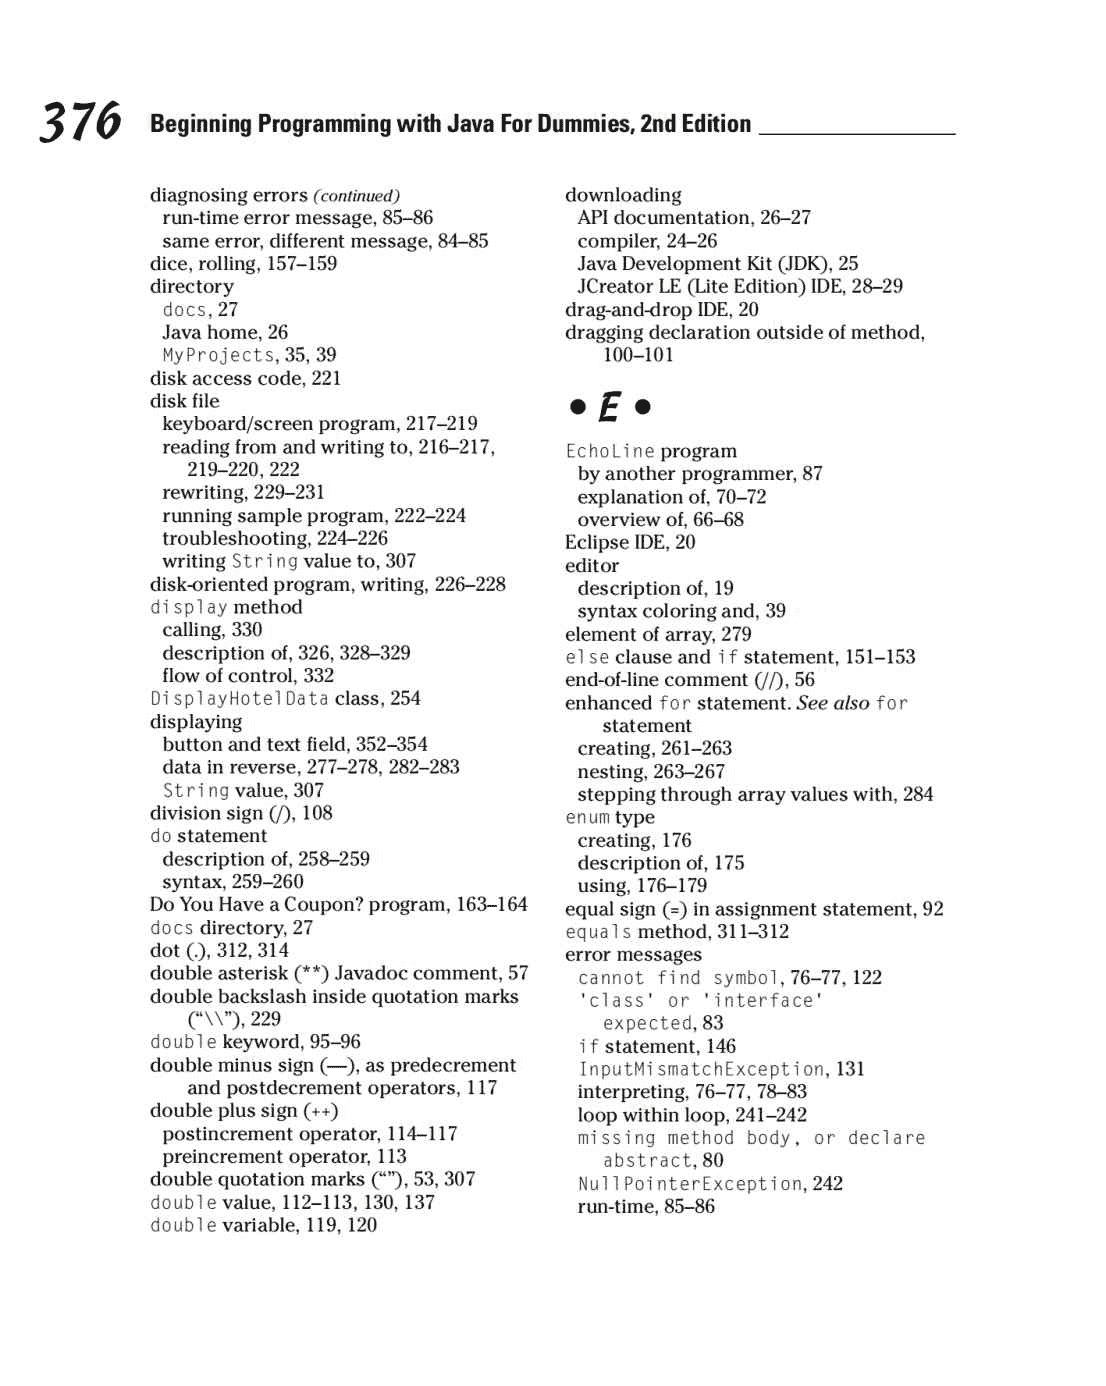 376 Beginning Programming with Java For Dummies, 2nd Edition
diagnosing errors (continued)
run-time error message, 85–86
same error, different message, 84–85
dice, rolling, 157–159
directory
docs, 27
Java home, 26
MyProjects, 35, 39
disk access code, 221
disk file
keyboard/screen program, 217–219
reading from and writing to, 216–217,
219–220, 222
rewriting, 229–231
running sample program, 222–224
troubleshooting, 224–226
writing String value to, 307
disk-oriented program, writing, 226–228
display method
calling, 330
description of, 326, 328–329
flow of control, 332
DisplayHotelData class, 254
displaying
button and text field, 352–354
data in reverse, 277–278, 282–283
String value, 307
division sign (/), 108
do statement
description of, 258–259
syntax, 259–260
Do You Have a Coupon? program, 163–164
docs directory, 27
dot (.), 312, 314
double asterisk (**) Javadoc comment, 57
double backslash inside quotation marks
(“\\”), 229
double keyword, 95–96
double minus sign (—), as predecrement
and postdecrement operators, 117
double plus sign (++)
postincrement operator, 114–117
preincrement operator, 113
double quotation marks (“”), 53, 307
double value, 112–113, 130, 137
double variable, 119, 120
downloading
API documentation, 26–27
compiler, 24–26
Java Development Kit (JDK), 25
JCreator LE (Lite Edition) IDE, 28–29
drag-and-drop IDE, 20
dragging declaration outside of method,
100–101
• E •
EchoLine program
by another programmer, 87
explanation of, 70–72
overview of, 66–68
Eclipse IDE, 20
editor
description of, 19
syntax coloring and, 39
element of array, 279
else clause and if statement, 151–153
end-of-line comment (//), 56
enhanced for statement. See also for
statement
creating, 261–263
nesting, 263–267
stepping through array values with, 284
enum type
creating, 176
description of, 175
using, 176–179
equal sign (=) in assignment statement, 92
equals method, 311–312
error messages
cannot find symbol, 76–77, 122
'class' or 'interface'
expected, 83
if statement, 146
InputMismatchException, 131
interpreting, 76–77, 78–83
loop within loop, 241–242
missing method body, or declare
abstract, 80
NullPointerException, 242
run-time, 85–86